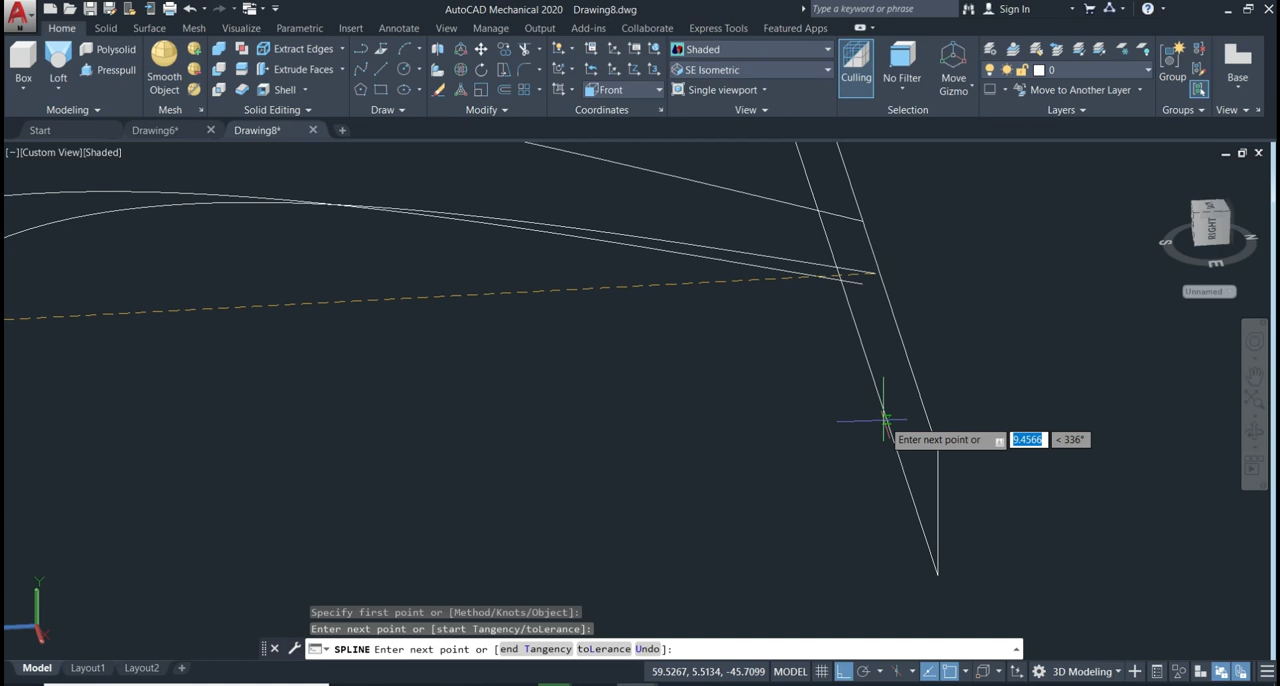 AutoCAD Mechanical 2020 Drawing8.dwg
Type a keyword or phrase
Sign In
Home Solid Surface Mesh Visualize Parametric Insert Annotate View Manage Output Add-ins Collaborate Express Tools Featured Apps
Box
Loft
Polysolid
Presspull
Modeling
Smooth
Object
Mesh
Extract Edges
Extrude Faces
Shell
Solid Editing
Draw
Modify
Front
Coordinates
Shaded
SE Isometric
Single viewport
View
Culling
No Filter
Move
Gizmo
Selection
0
Move to Another Layer
Layers
Group
Groups
Base
View
Start Drawing6* Drawing8*
[−][Custom View][Shaded]
RIGHT
S
E
N
Unnamed
Enter next point or 9.4566 < 336°
Y
Specify first point or [Method/Knots/Object]:
Enter next point or [start Tangency/toLerance]:
SPLINE Enter next point or [end Tangency toLerance Undo]:
Model Layout1 Layout2
59.5267, 5.5134, -45.7099 MODEL 3D Modeling